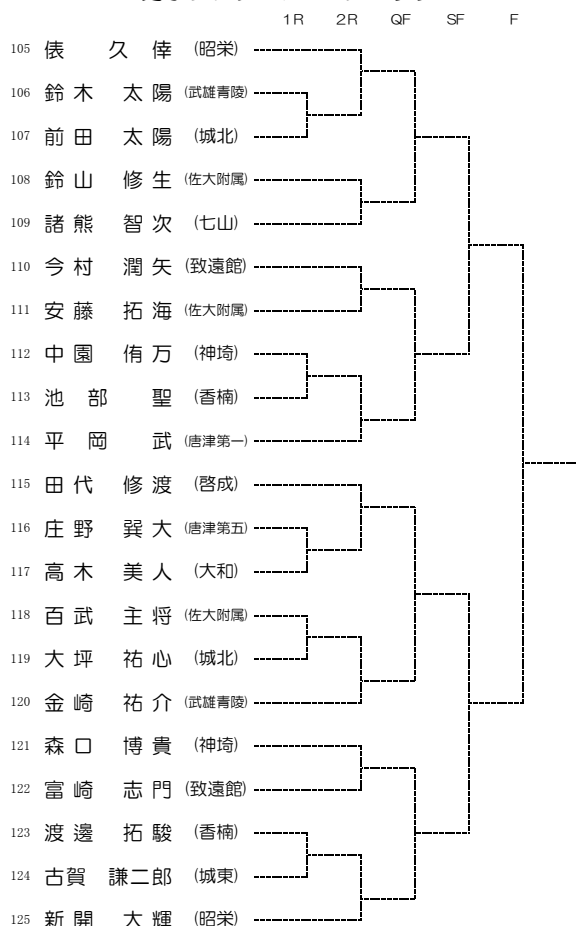 1R 2R QF SF F
105 俵 久 倖 (昭栄)
106 鈴 木 太 陽 (武雄青陵)
107 前 田 太 陽 (城北)
108 鈴 山 修 生 (佐大附属)
109 諸 熊 智 次 (七山)
110 今 村 潤 矢 (致遠館)
111 安 藤 拓 海 (佐大附属)
112 中 園 侑 万 (神埼)
113 池 部 聖 (香楠)
114 平 岡 武 (唐津第一)
115 田 代 修 渡 (啓成)
116 庄 野 巽 大 (唐津第五)
117 高 木 美 人 (大和)
118 百 武 主 将 (佐大附属)
119 大 坪 祐 心 (城北)
120 金 崎 祐 介 (武雄青陵)
121 森 口 博 貴 (神埼)
122 富 崎 志 門 (致遠館)
123 渡 邊 拓 駿 (香楠)
124 古 賀 謙二郎 (城東)
125 新 開 大 輝 (昭栄)